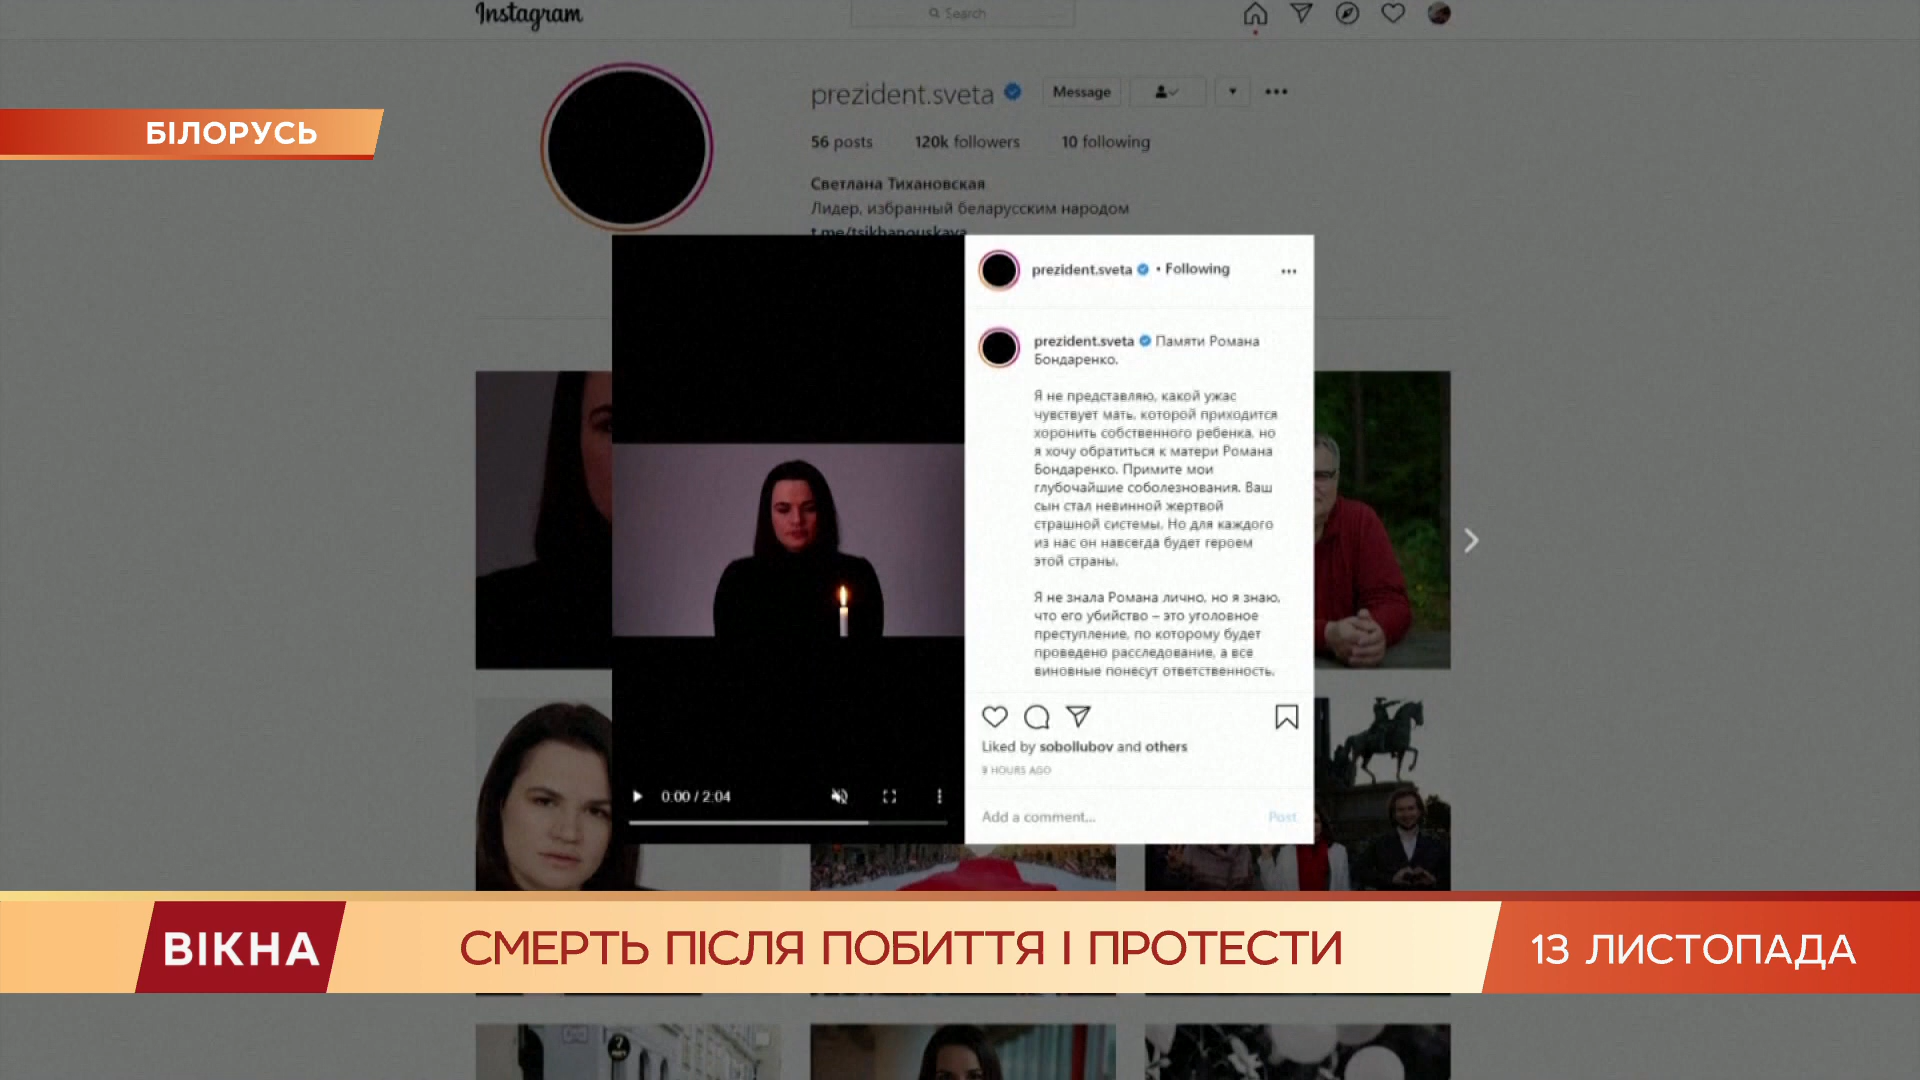 Instagram
Search
prezident.sveta Message
БІЛОРУСЬ
56 posts 120k followers 10 following
Светлана Тихановская
Лидер, избранный беларусским народом
t.me/tsikhanouskaya
prezident.sveta • Following
prezident.sveta Памяти Романа
Бондаренко.
Я не представляю, какой ужас
чувствует мать, которой приходится
хоронить собственного ребенка, но
я хочу обратиться к матери Романа
Бондаренко. Примите мои
глубочайшие соболезнования. Ваш
сын стал невинной жертвой
страшной системы. Но для каждого
из нас он навсегда будет героем
этой страны.
Я не знала Романа лично, но я знаю,
что его убийство – это уголовное
преступление, по которому будет
проведено расследование, а все
виновные понесут ответственность.
Liked by sobollubov and others
9 HOURS AGO
0:00 / 2:04
Add a comment... Post
ВІКНА
СМЕРТЬ ПІСЛЯ ПОБИТТЯ І ПРОТЕСТИ
13 ЛИСТОПАДА